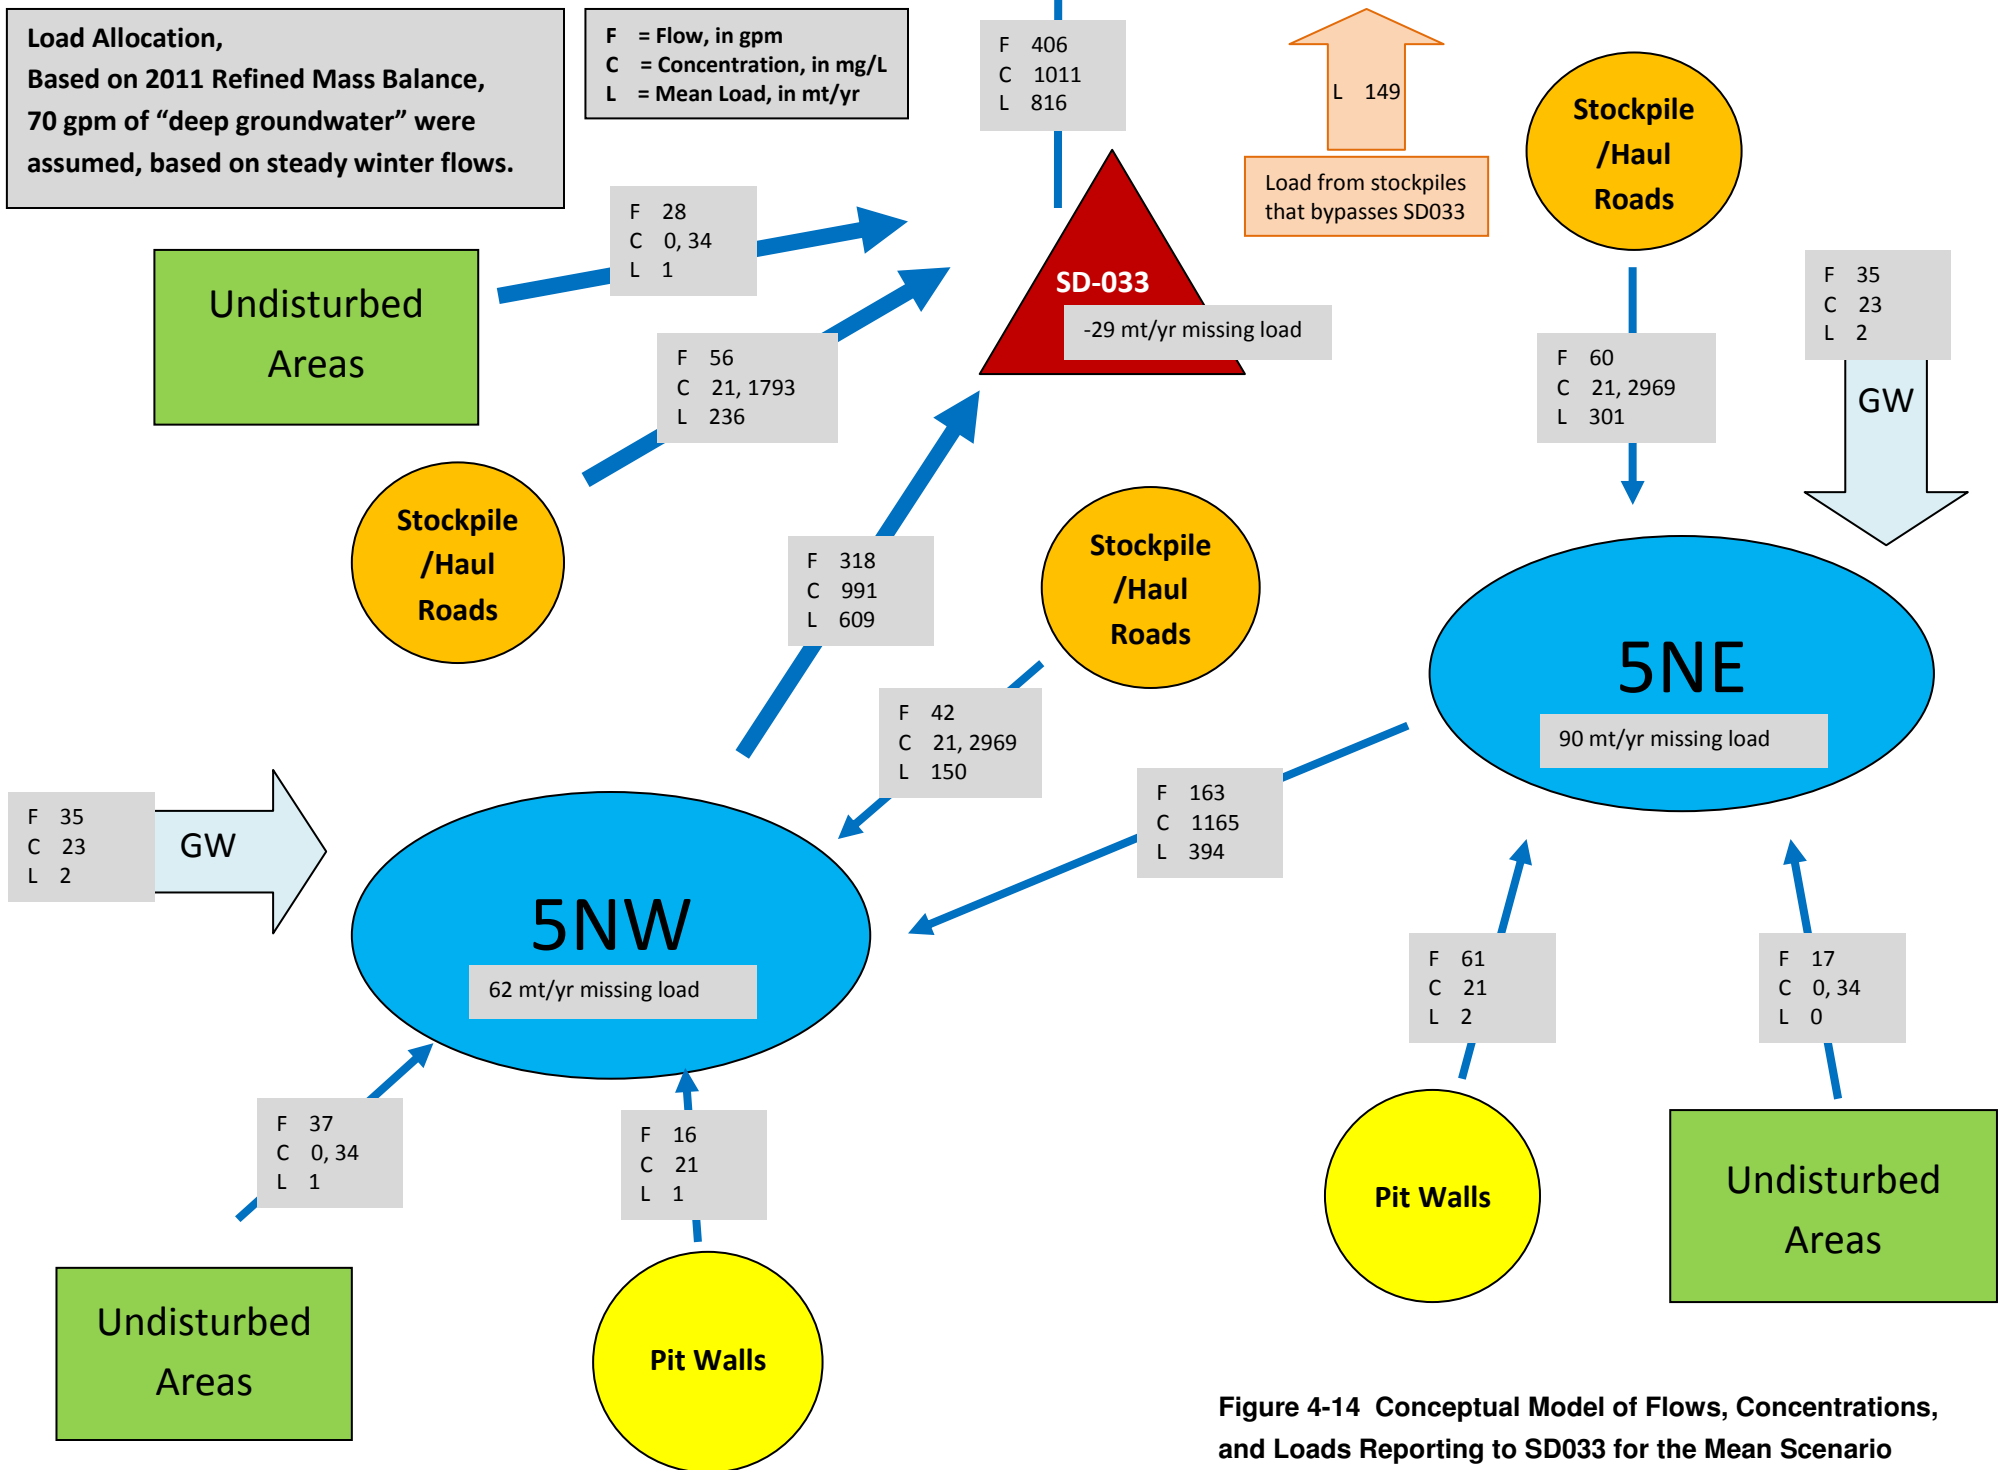 Load Allocation,
Based on 2011 Refined Mass Balance,
70 gpm of “deep groundwater” were
assumed, based on steady winter flows.
F = Flow, in gpm
C = Concentration, in mg/L
L = Mean Load, in mt/yr
F 406
C 1011
L 816
L 149
Load from stockpiles
that bypasses SD033
Stockpile
/Haul
Roads
F 28
C 0, 34
L 1
Undisturbed
Areas
SD-033
-29 mt/yr missing load
F 35
C 23
L 2
GW
F 56
C 21, 1793
L 236
F 60
C 21, 2969
L 301
Stockpile
/Haul
Roads
F 318
C 991
L 609
Stockpile
/Haul
Roads
5NE
90 mt/yr missing load
F 42
C 21, 2969
L 150
F 163
C 1165
L 394
F 35
C 23
L 2
GW
5NW
62 mt/yr missing load
F 61
C 21
L 2
F 17
C 0, 34
L 0
F 37
C 0, 34
L 1
F 16
C 21
L 1
Pit Walls
Undisturbed
Areas
Undisturbed
Areas
Pit Walls
Figure 4-14 Conceptual Model of Flows, Concentrations,
and Loads Reporting to SD033 for the Mean Scenario